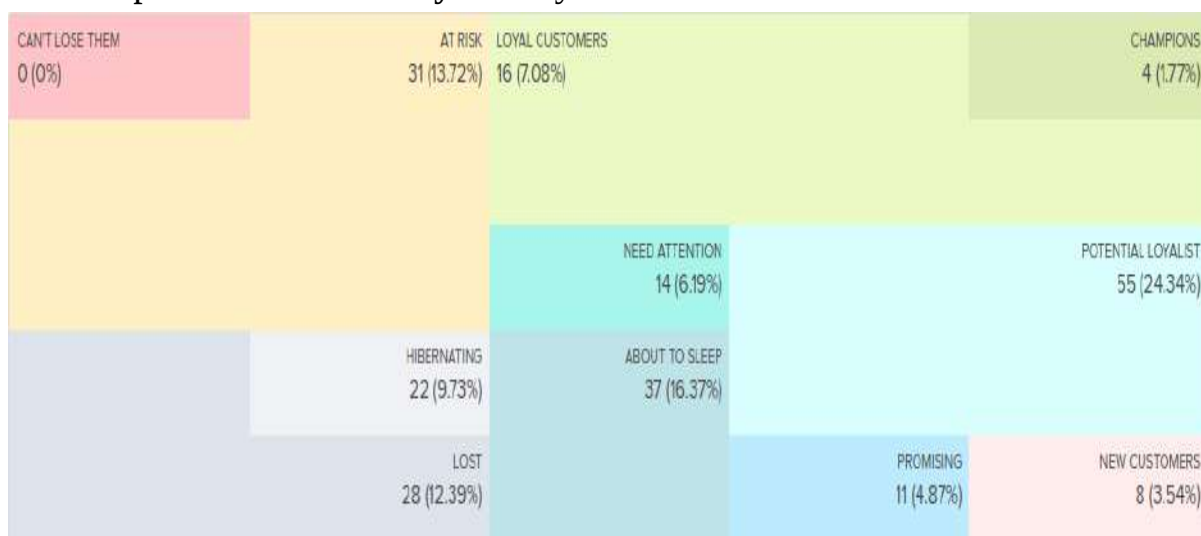 CAN'T LOSE THEM
0 (0%)
AT RISK
31 (13.72%)
LOYAL CUSTOMERS
16 (7.08%)
CHAMPIONS
4 (1.77%)
NEED ATTENTION
14 (6.19%)
POTENTIAL LOYALIST
55 (24.34%)
HIBERNATING
22 (9.73%)
ABOUT TO SLEEP
37 (16.37%)
LOST
28 (12.39%)
PROMISING
11 (4.87%)
NEW CUSTOMERS
8 (3.54%)